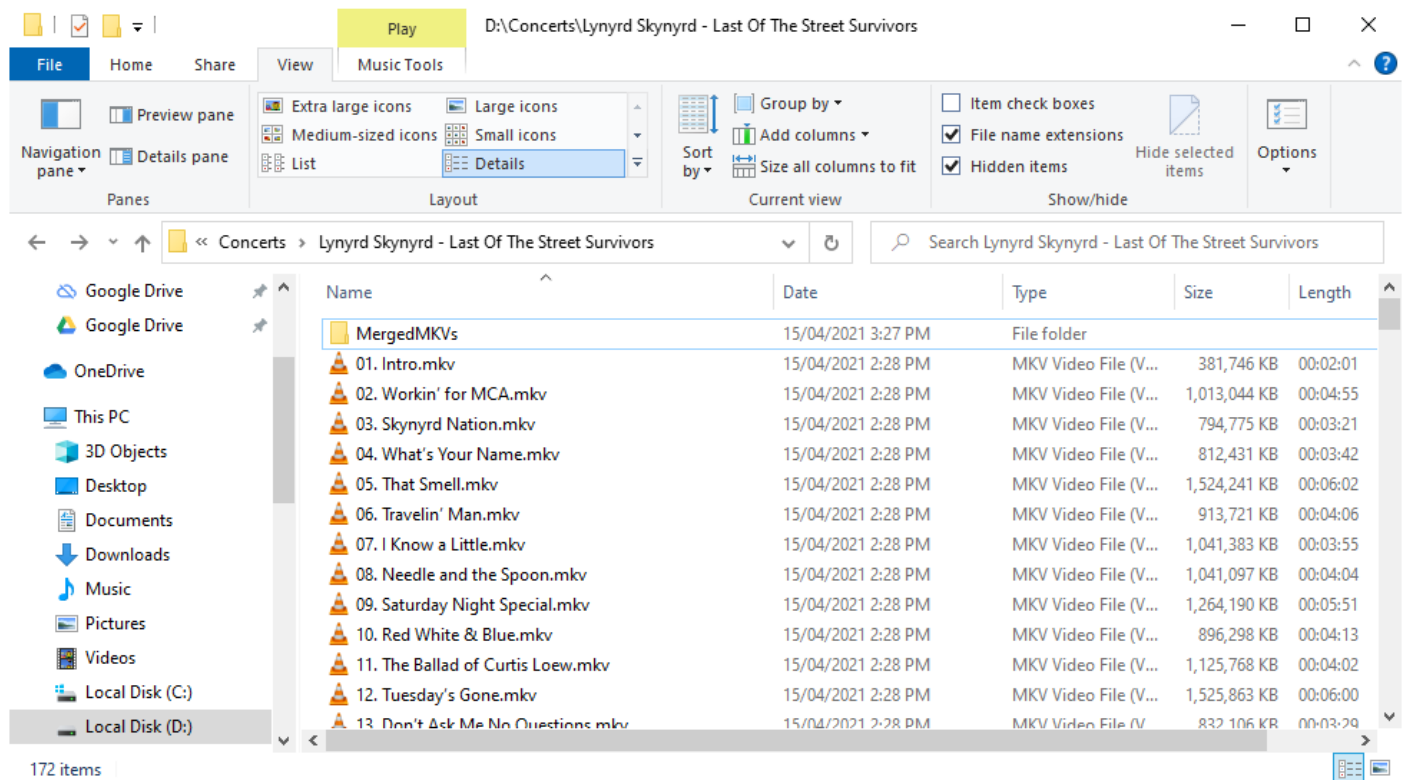 Play D:\Concerts\Lynyrd Skynyrd - Last Of The Street Survivors
File Home Share View Music Tools
Extra large icons Large icons Group by Item check boxes
Preview pane Medium-sized icons Small icons Add columns File name extensions
Navigation pane Details pane List Details Sort by Size all columns to fit Hidden items Hide selected items Options
Panes Layout Current view Show/hide
« Concerts › Lynyrd Skynyrd - Last Of The Street Survivors Search Lynyrd Skynyrd - Last Of The Street Survivors
Google Drive
Google Drive
OneDrive
This PC
3D Objects
Desktop
Documents
Downloads
Music
Pictures
Videos
Local Disk (C:)
Local Disk (D:)
Name Date Type Size Length
MergedMKVs 15/04/2021 3:27 PM File folder
01. Intro.mkv 15/04/2021 2:28 PM MKV Video File (V... 381,746 KB 00:02:01
02. Workin’ for MCA.mkv 15/04/2021 2:28 PM MKV Video File (V... 1,013,044 KB 00:04:55
03. Skynyrd Nation.mkv 15/04/2021 2:28 PM MKV Video File (V... 794,775 KB 00:03:21
04. What’s Your Name.mkv 15/04/2021 2:28 PM MKV Video File (V... 812,431 KB 00:03:42
05. That Smell.mkv 15/04/2021 2:28 PM MKV Video File (V... 1,524,241 KB 00:06:02
06. Travelin’ Man.mkv 15/04/2021 2:28 PM MKV Video File (V... 913,721 KB 00:04:06
07. I Know a Little.mkv 15/04/2021 2:28 PM MKV Video File (V... 1,041,383 KB 00:03:55
08. Needle and the Spoon.mkv 15/04/2021 2:28 PM MKV Video File (V... 1,041,097 KB 00:04:04
09. Saturday Night Special.mkv 15/04/2021 2:28 PM MKV Video File (V... 1,264,190 KB 00:05:51
10. Red White & Blue.mkv 15/04/2021 2:28 PM MKV Video File (V... 896,298 KB 00:04:13
11. The Ballad of Curtis Loew.mkv 15/04/2021 2:28 PM MKV Video File (V... 1,125,768 KB 00:04:02
12. Tuesday’s Gone.mkv 15/04/2021 2:28 PM MKV Video File (V... 1,525,863 KB 00:06:00
13. Don’t Ask Me No Questions.mkv 15/04/2021 2:28 PM MKV Video File (V... 832,106 KB 00:03:29
172 items